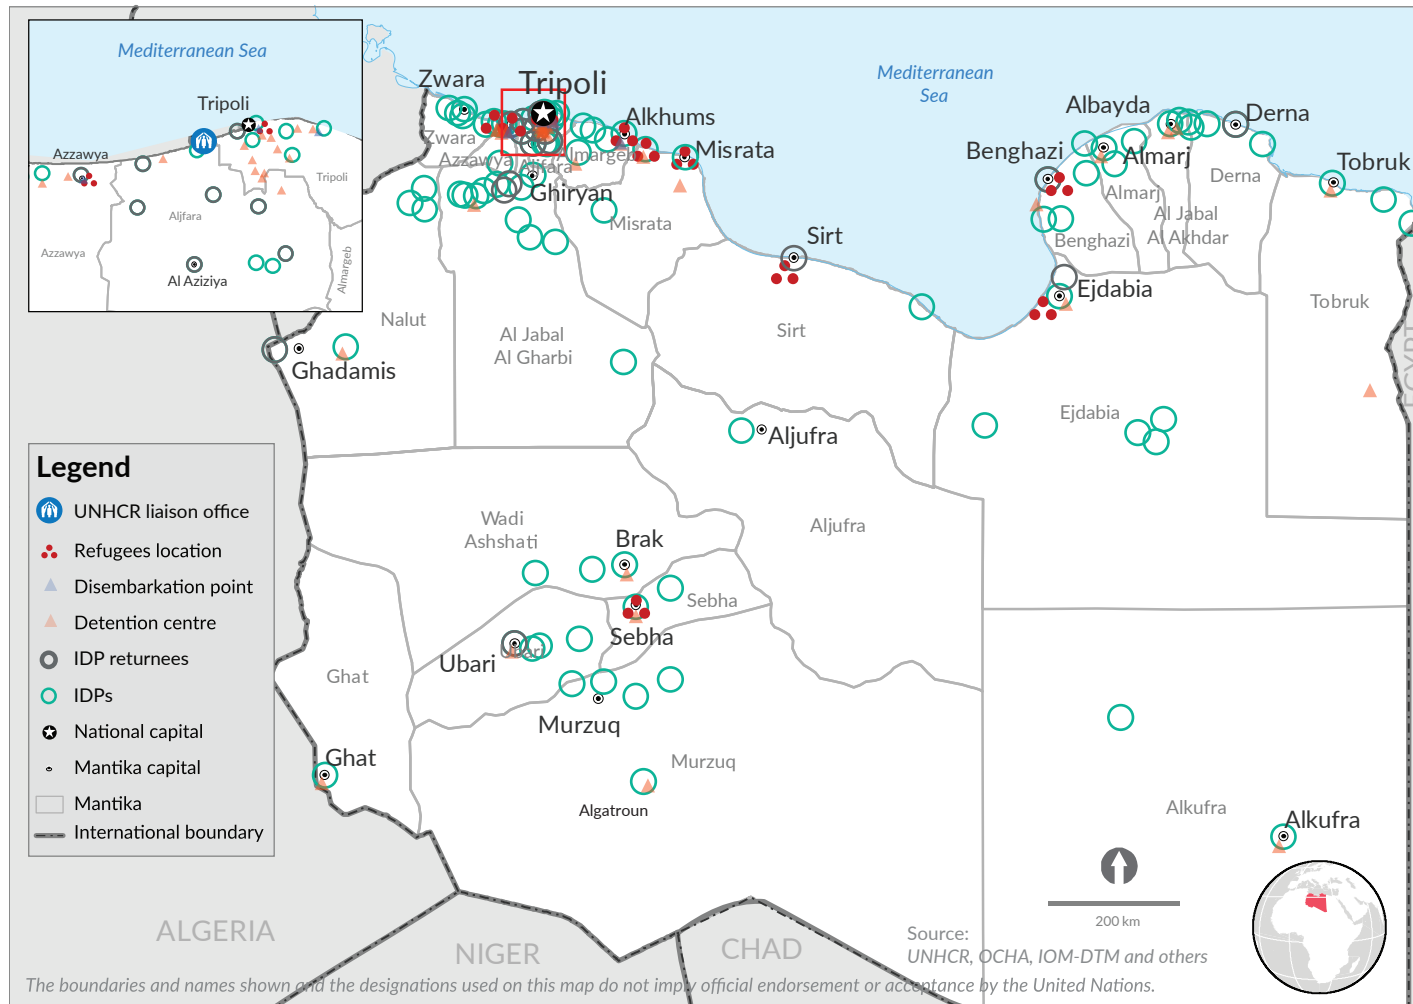 Mediterranean Sea
Tripoli
Azzawya
Tripoli
Aljfara
Azzawya
Almargeb
Al Aziziya
Mediterranean
Sea
Zwara
Tripoli
Alkhums
Misrata
Zwara
Azzawya
Aljfara
Almargeb
Ghiryan
Misrata
Albayda
Derna
Benghazi
Almarj
Tobruk
Derna
Almarj
Al Jabal
Al Akhdar
Benghazi
Sirt
Ejdabia
Tobruk
EGYPT
Nalut
Al Jabal
Al Gharbi
Sirt
Ghadamis
Aljufra
Ejdabia
Legend
UNHCR liaison office
Refugees location
Disembarkation point
Detention centre
IDP returnees
IDPs
National capital
Mantika capital
Mantika
International boundary
Wadi
Ashshati
Brak
Aljufra
Sebha
Sebha
Ubari
Ubari
Ghat
Murzuq
Ghat
Murzuq
Algatroun
Alkufra
Alkufra
200 km
ALGERIA
NIGER
CHAD
Source:
UNHCR, OCHA, IOM-DTM and others
The boundaries and names shown and the designations used on this map do not imply official endorsement or acceptance by the United Nations.